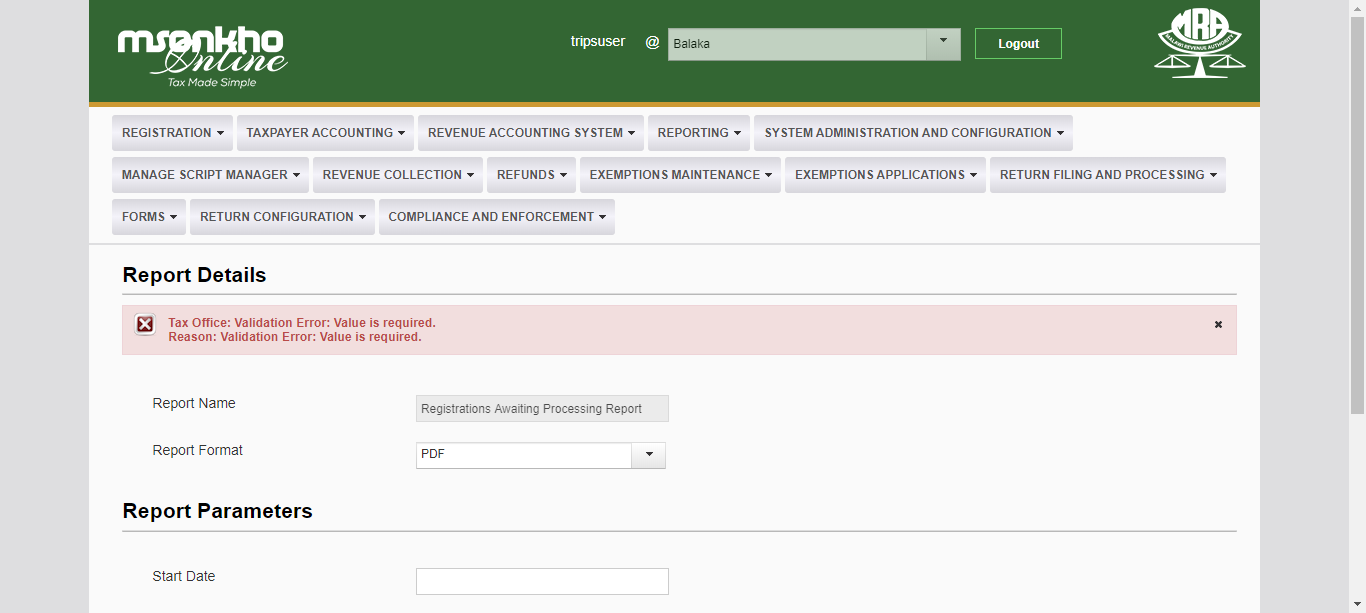 msonkho
Online
Tax Made Simple
tripsuser @ Balaka Logout
MRA
MALAWI REVENUE AUTHORITY
REGISTRATION TAXPAYER ACCOUNTING REVENUE ACCOUNTING SYSTEM REPORTING SYSTEM ADMINISTRATION AND CONFIGURATION
MANAGE SCRIPT MANAGER REVENUE COLLECTION REFUNDS EXEMPTIONS MAINTENANCE EXEMPTIONS APPLICATIONS RETURN FILING AND PROCESSING
FORMS RETURN CONFIGURATION COMPLIANCE AND ENFORCEMENT
Report Details
Tax Office: Validation Error: Value is required.
Reason: Validation Error: Value is required.
Report Name Registrations Awaiting Processing Report
Report Format PDF
Report Parameters
Start Date